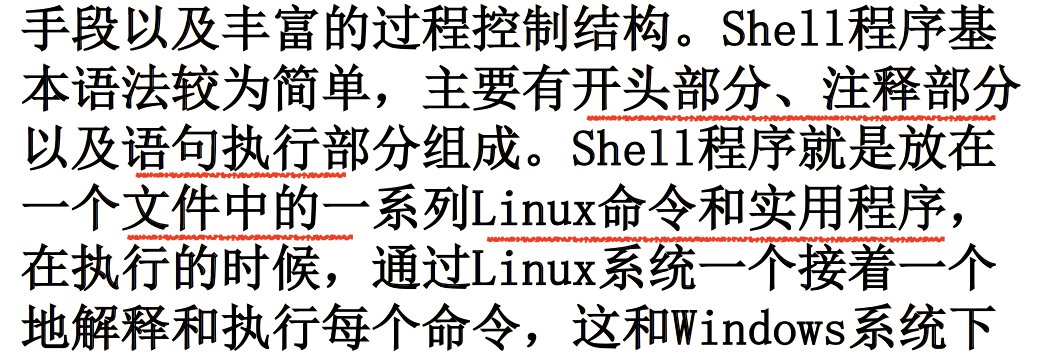 手段以及丰富的过程控制结构。Shell程序基
本语法较为简单，主要有开头部分、注释部分
以及语句执行部分组成。Shell程序就是放在
一个文件中的一系列Linux命令和实用程序，
在执行的时候，通过Linux系统一个接着一个
地解释和执行每个命令，这和Windows系统下